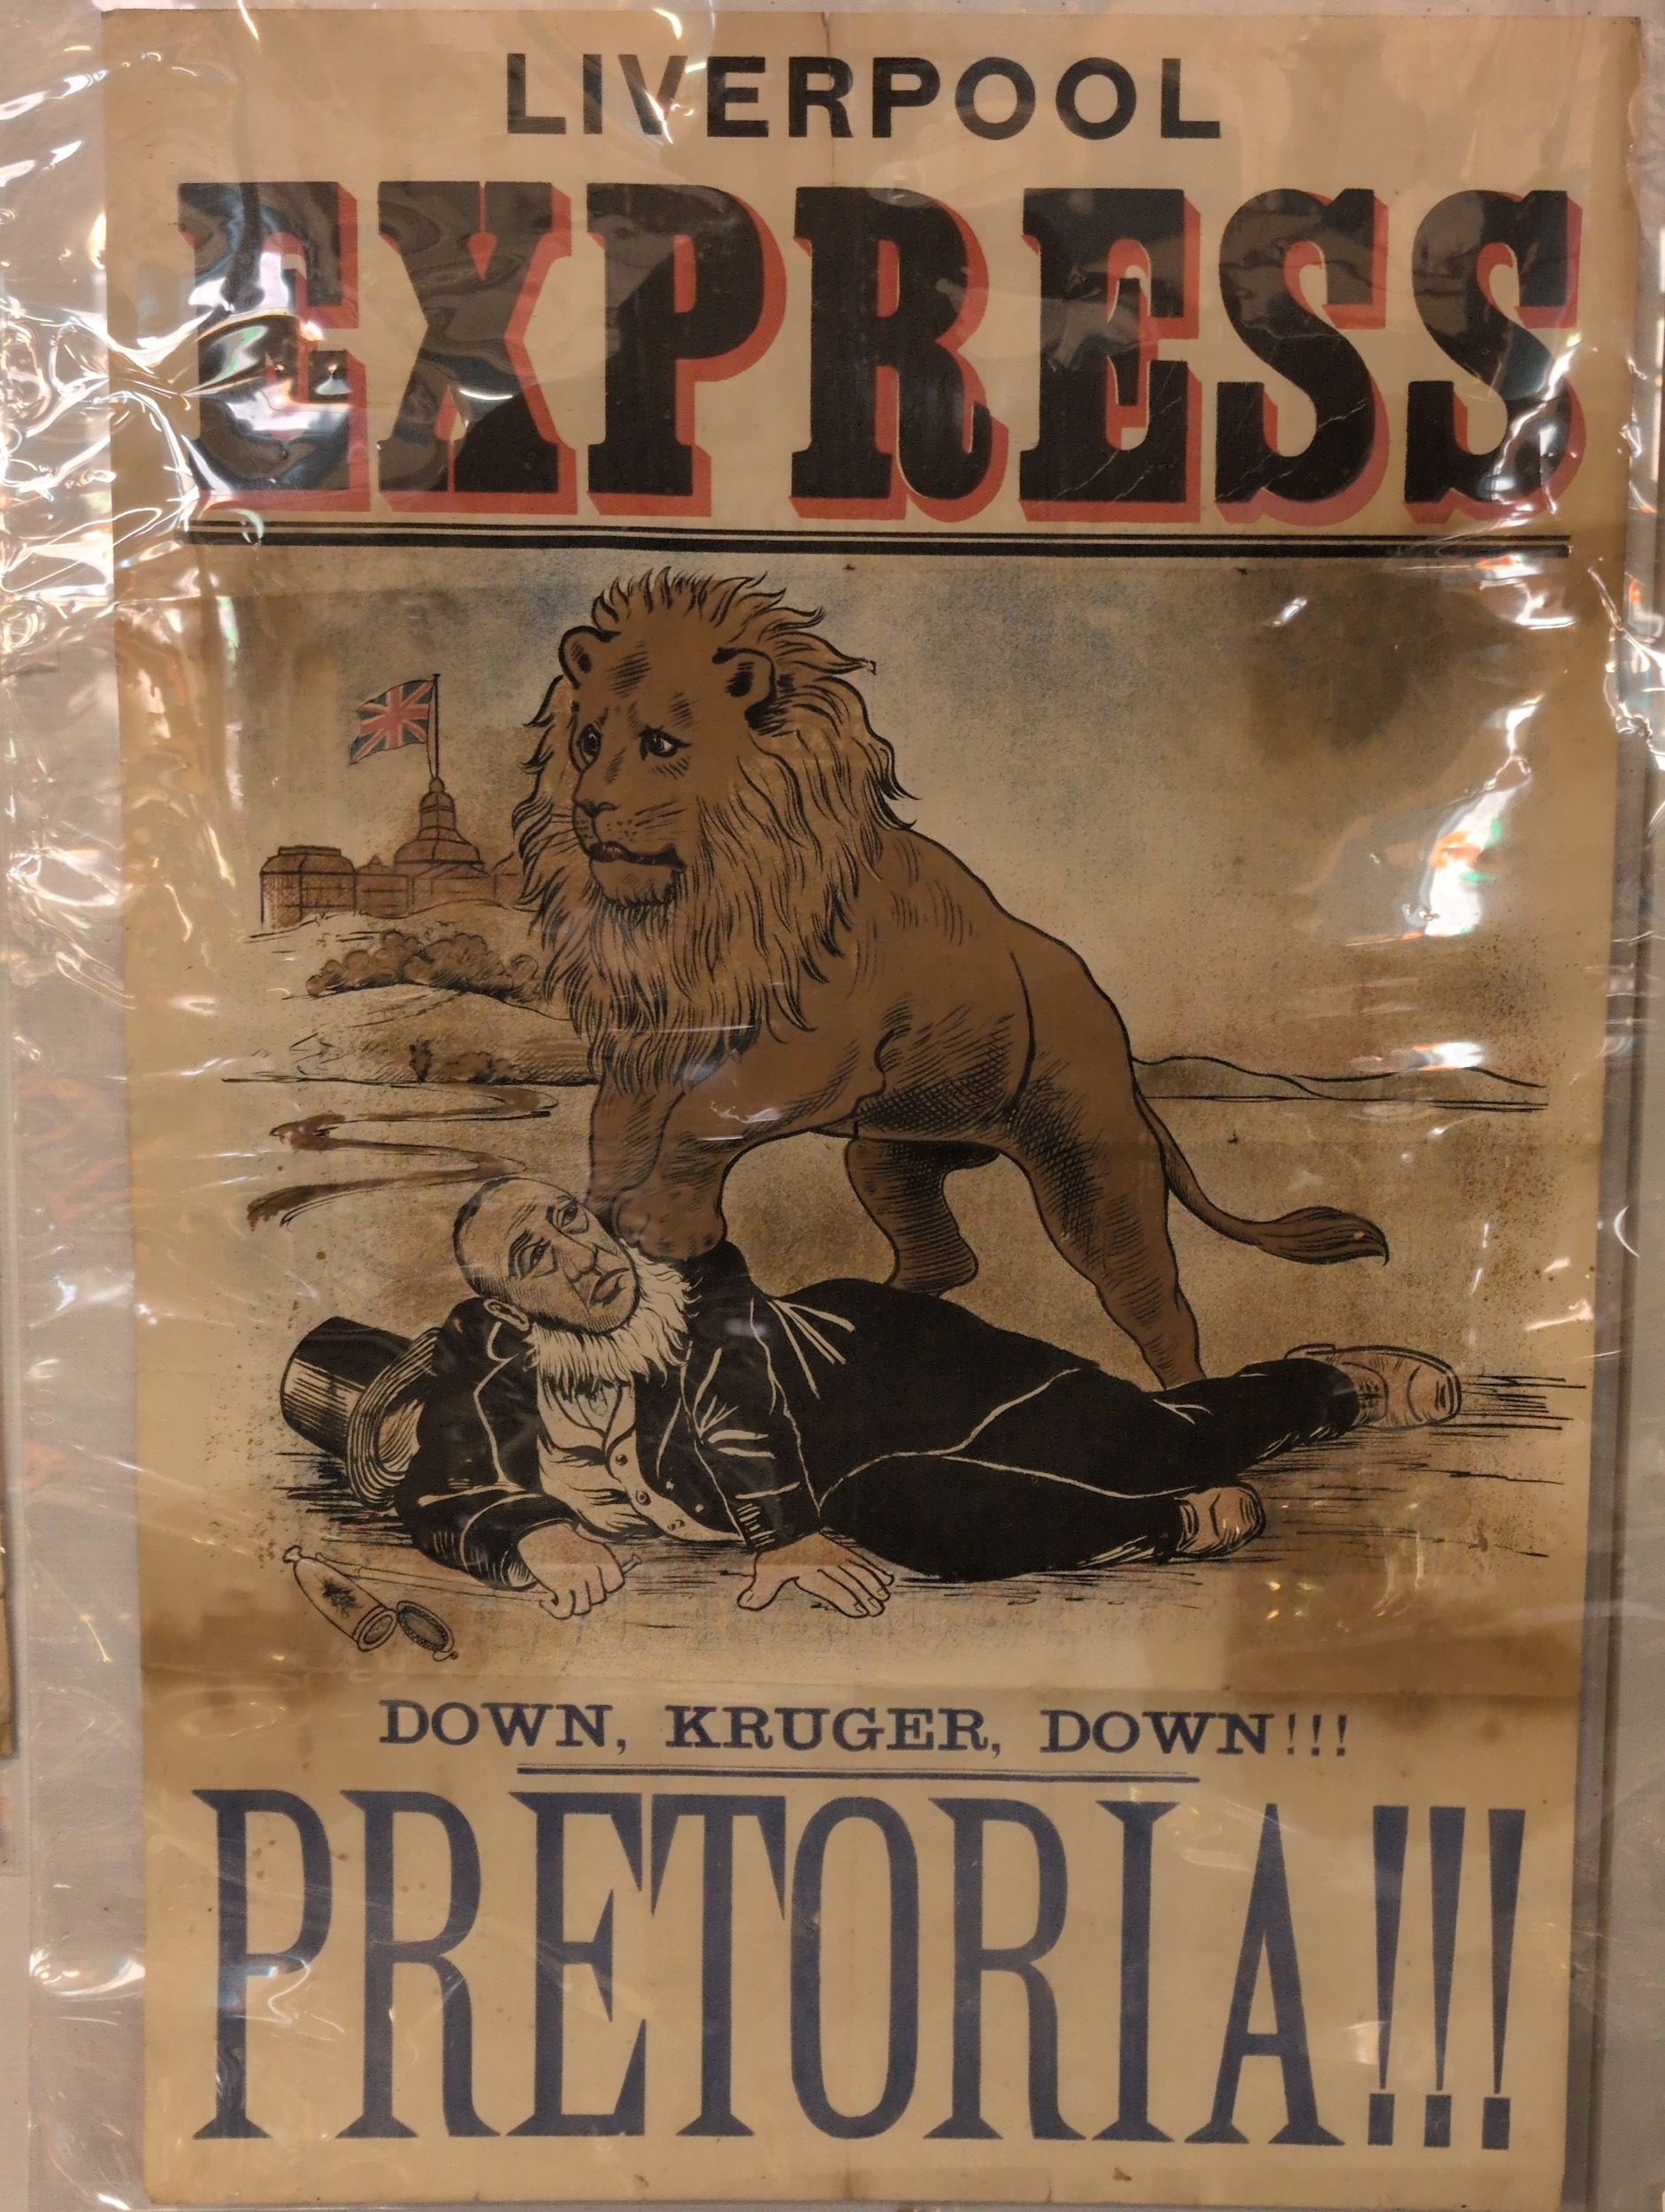 LIVERPOOL
EXPRESS
DOWN, KRUGER, DOWN!!!
PRETORIA!!!